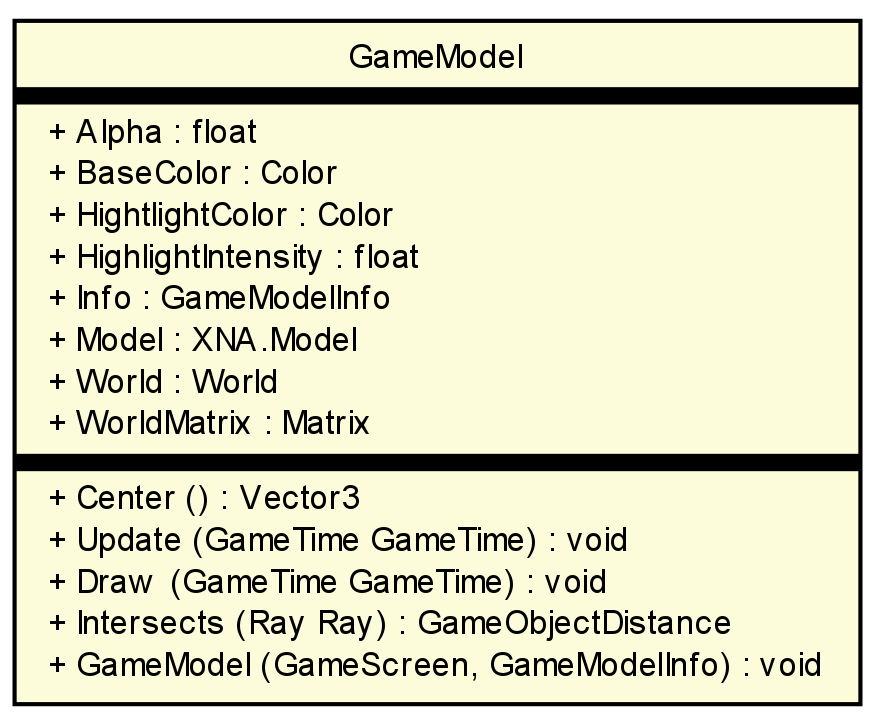 GameModel
+ Alpha : float
+ BaseColor : Color
+ HightlightColor : Color
+ HighlightIntensity : float
+ Info : GameModelInfo
+ Model : XNA.Model
+ World : World
+ WorldMatrix : Matrix
+ Center () : Vector3
+ Update (GameTime GameTime) : void
+ Draw (GameTime GameTime) : void
+ Intersects (Ray Ray) : GameObjectDistance
+ GameModel (GameScreen, GameModelInfo) : void